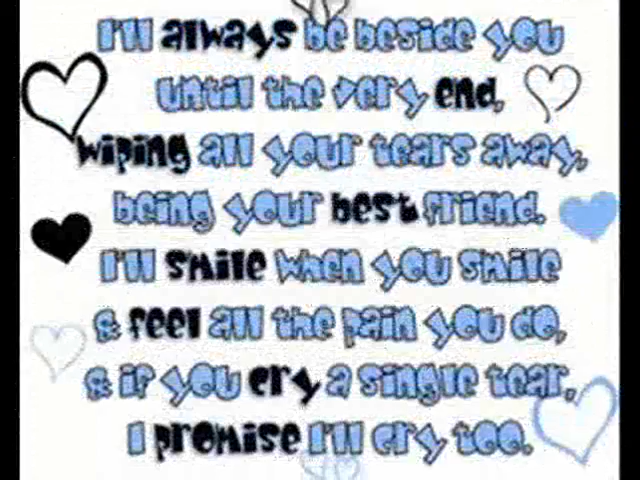 I'll always be beside you
until the very end,
wiping all your tears away,
being your best friend.
I'll smile when you smile
& feel all the pain you do,
& if you cry a single tear,
I promise I'll cry too.